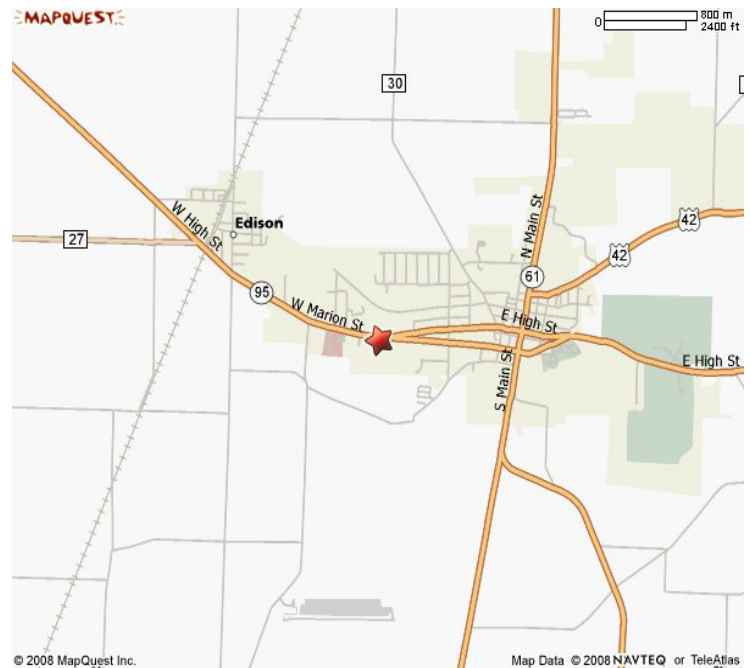 MAPQUEST
0 800 m
2400 ft
30
42
N Main St
W High St
Edison
27
42
61
95
W Marion St
E High St
E High St
S Main St
© 2008 MapQuest Inc.
Map Data © 2008 NAVTEQ or TeleAtlas